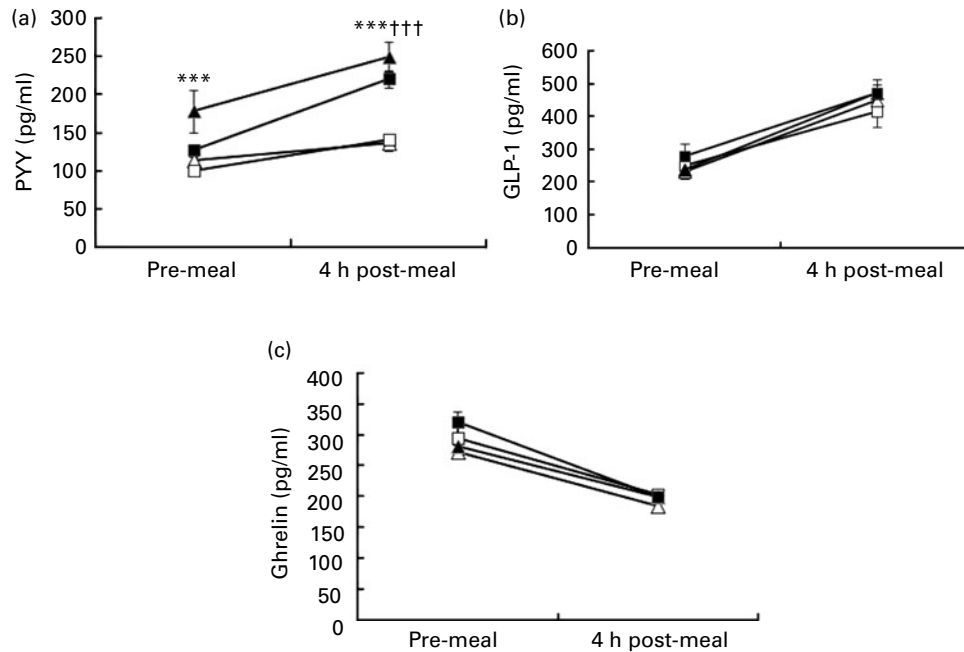 (a)
300
250
200
150
100
50
0
PYY (pg/ml)
***
***†††
Pre-meal 4 h post-meal
(b)
700
600
500
400
300
200
100
0
GLP-1 (pg/ml)
Pre-meal 4 h post-meal
(c)
400
350
300
250
200
150
100
50
0
Ghrelin (pg/ml)
Pre-meal 4 h post-meal